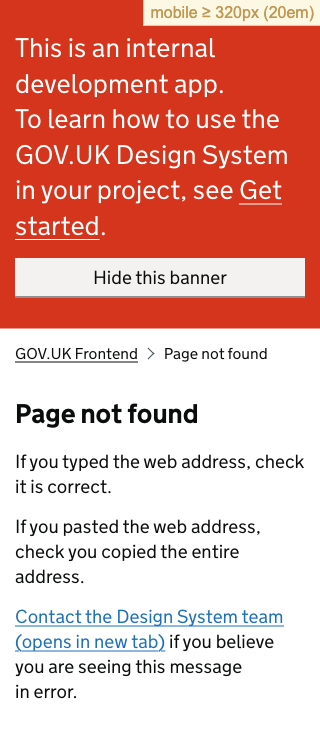 mobile ≥ 320px (20em)
This is an internal
development app.
To learn how to use the
GOV.UK Design System
in your project, see Get
started.
Hide this banner
GOV.UK Frontend > Page not found
Page not found
If you typed the web address, check
it is correct.
If you pasted the web address,
check you copied the entire
address.
Contact the Design System team
(opens in new tab) if you believe
you are seeing this message
in error.